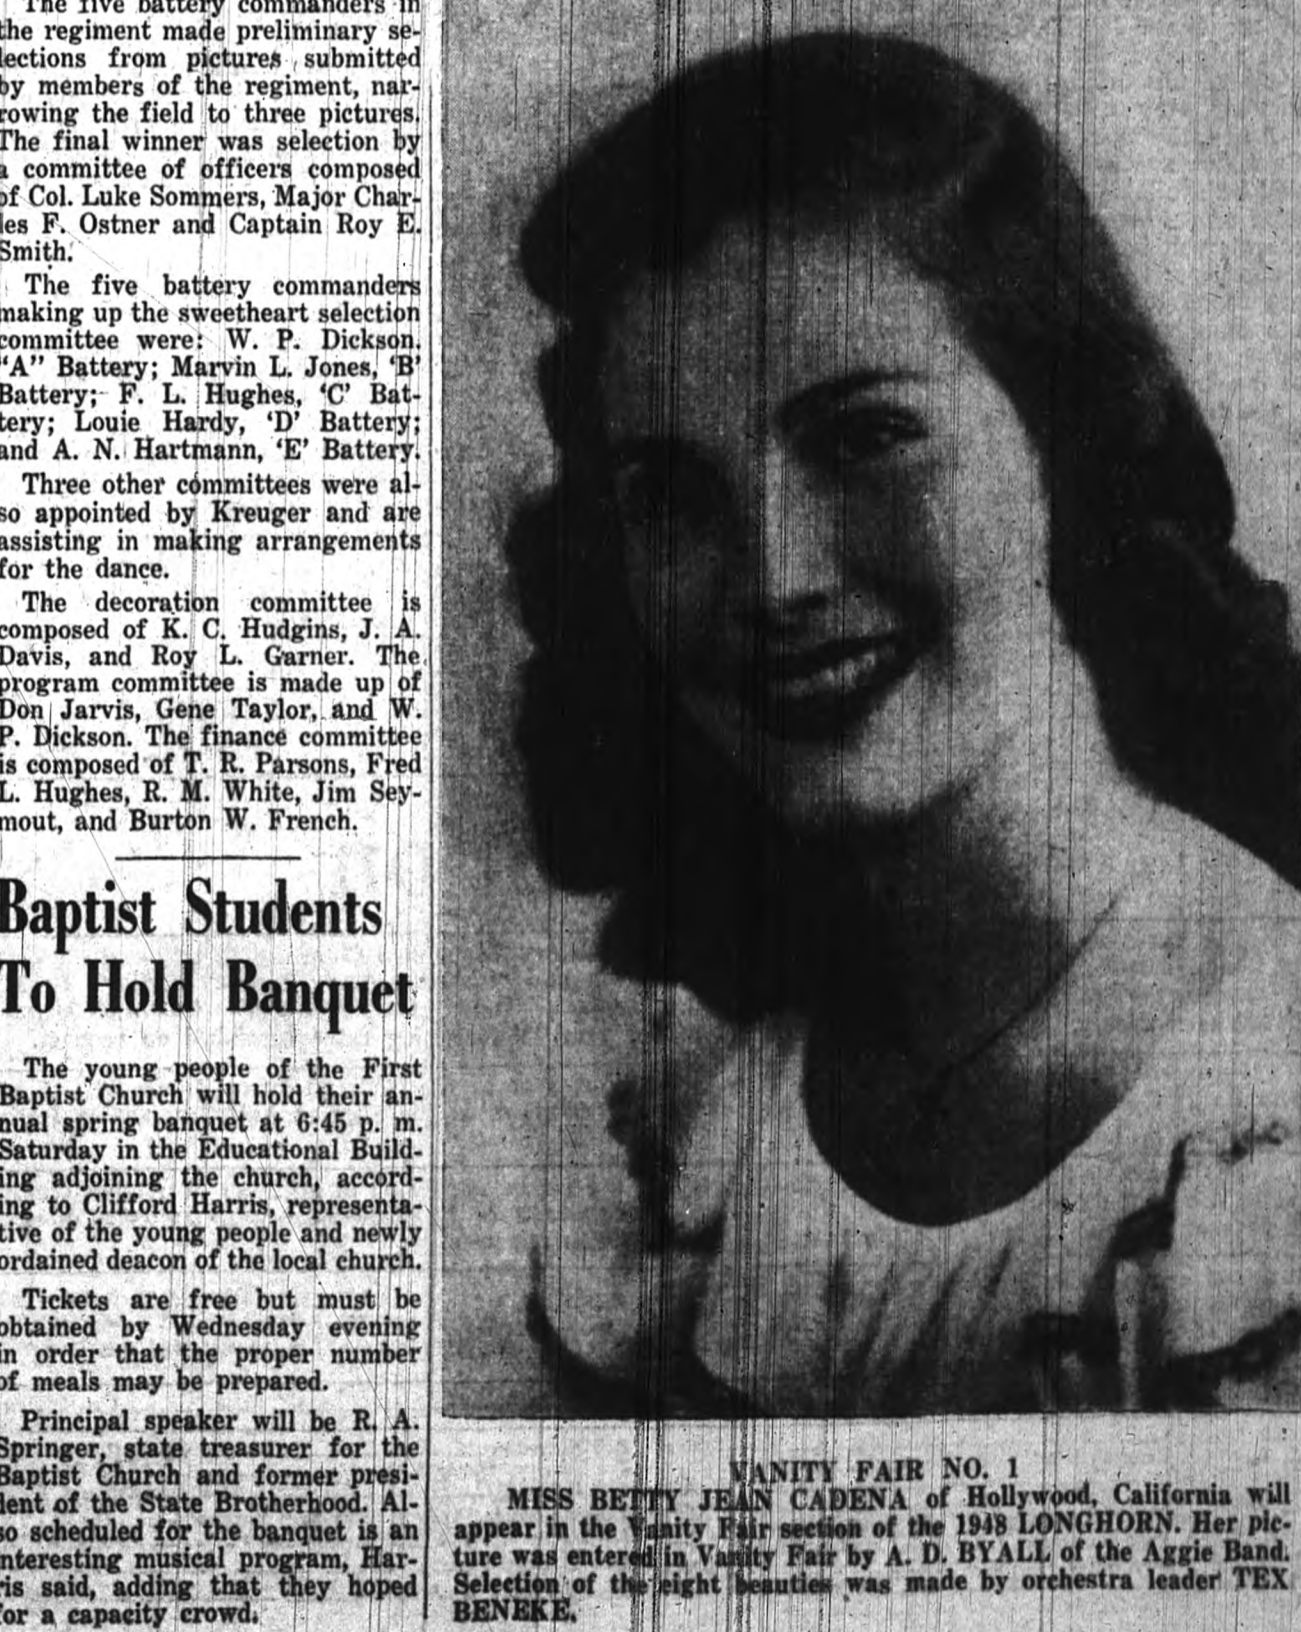 The five battery commanders in
the regiment made preliminary se-
lections from pictures submitted
by members of the regiment, nar-
rowing the field to three pictures.
The final winner was selection by
a committee of officers composed
of Col. Luke Sommers, Major Char-
les F. Ostner and Captain Roy E.
Smith.
The five battery commanders
making up the sweetheart selection
committee were: W. P. Dickson,
"A" Battery; Marvin L. Jones, 'B'
Battery; F. L. Hughes, 'C' Bat-
tery; Louie Hardy, 'D' Battery;
and A. N. Hartmann, 'E' Battery.
Three other committees were al-
so appointed by Kreuger and are
assisting in making arrangements
for the dance.
The decoration committee is
composed of K. C. Hudgins, J. A.
Davis, and Roy L. Garner. The
program committee is made up of
Don Jarvis, Gene Taylor, and W.
P. Dickson. The finance committee
is composed of T. R. Parsons, Fred
L. Hughes, R. M. White, Jim Sey-
mout, and Burton W. French.
Baptist Students
To Hold Banquet
The young people of the First
Baptist Church will hold their an-
nual spring banquet at 6:45 p. m.
Saturday in the Educational Build-
ing adjoining the church, accord-
ing to Clifford Harris, representa-
tive of the young people and newly
ordained deacon of the local church.
Tickets are free but must be
obtained by Wednesday evening
in order that the proper number
of meals may be prepared.
Principal speaker will be R. A.
Springer, state treasurer for the
Baptist Church and former presi-
dent of the State Brotherhood. Al-
so scheduled for the banquet is an
interesting musical program, Har-
ris said, adding that they hoped
for a capacity crowd.
VANITY FAIR NO. 1
MISS BETTY JEAN CADENA of Hollywood, California will
appear in the Vanity Fair section of the 1948 LONGHORN. Her pic-
ture was entered in Vanity Fair by A. D. BYALL of the Aggie Band.
Selection of the eight beauties was made by orchestra leader TEX
BENEKE.